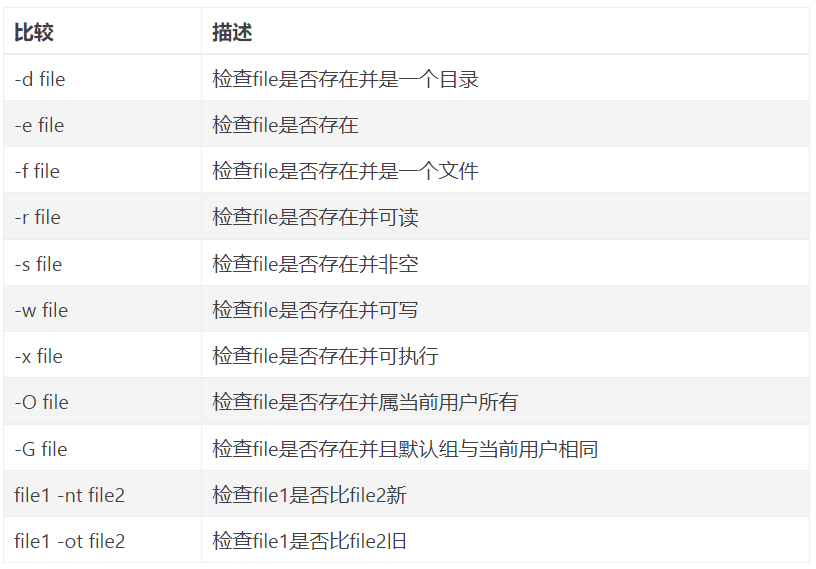 比较 描述
-d file 检查file是否存在并是一个目录
-e file 检查file是否存在
-f file 检查file是否存在并是一个文件
-r file 检查file是否存在并可读
-s file 检查file是否存在并非空
-w file 检查file是否存在并可写
-x file 检查file是否存在并可执行
-O file 检查file是否存在并属当前用户所有
-G file 检查file是否存在并且默认组与当前用户相同
file1 -nt file2 检查file1是否比file2新
file1 -ot file2 检查file1是否比file2旧